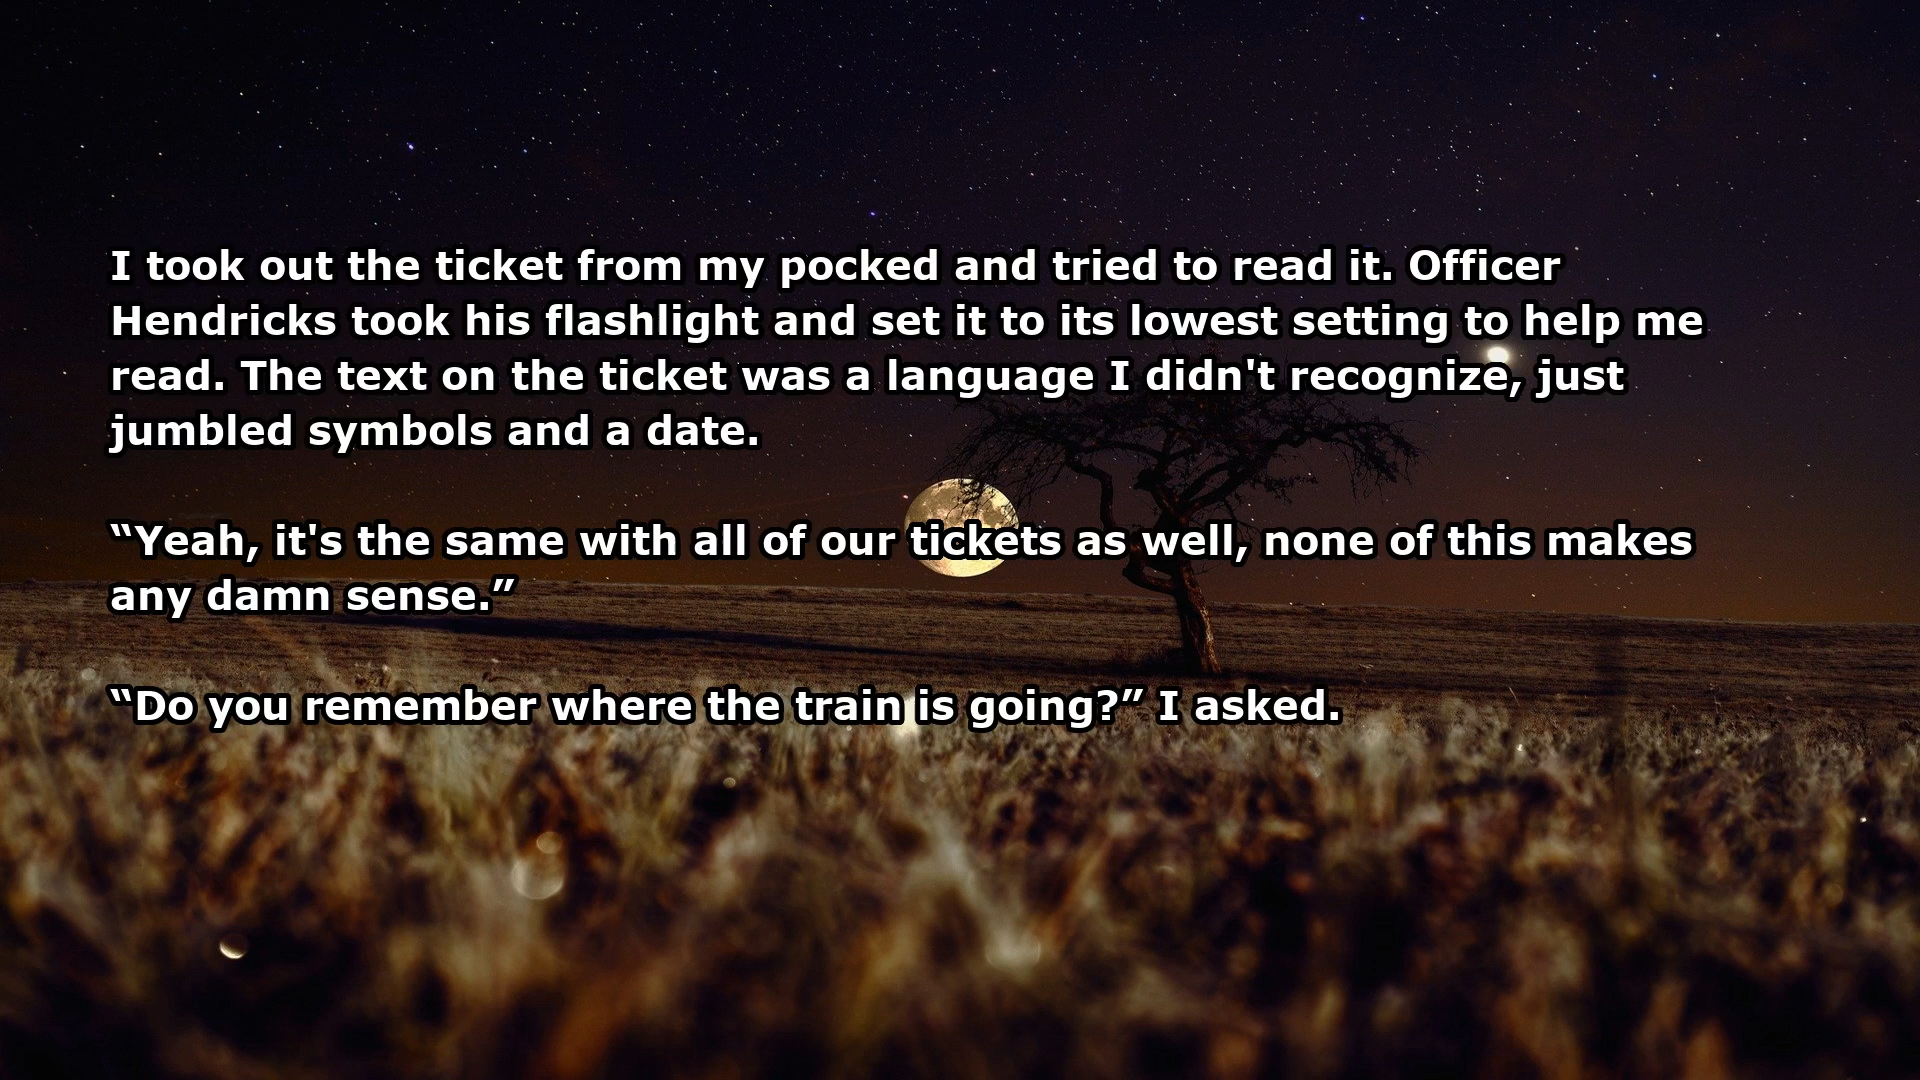 I took out the ticket from my pocked and tried to read it. Officer
Hendricks took his flashlight and set it to its lowest setting to help me
read. The text on the ticket was a language I didn't recognize, just
jumbled symbols and a date.
“Yeah, it's the same with all of our tickets as well, none of this makes
any damn sense.”
“Do you remember where the train is going?” I asked.